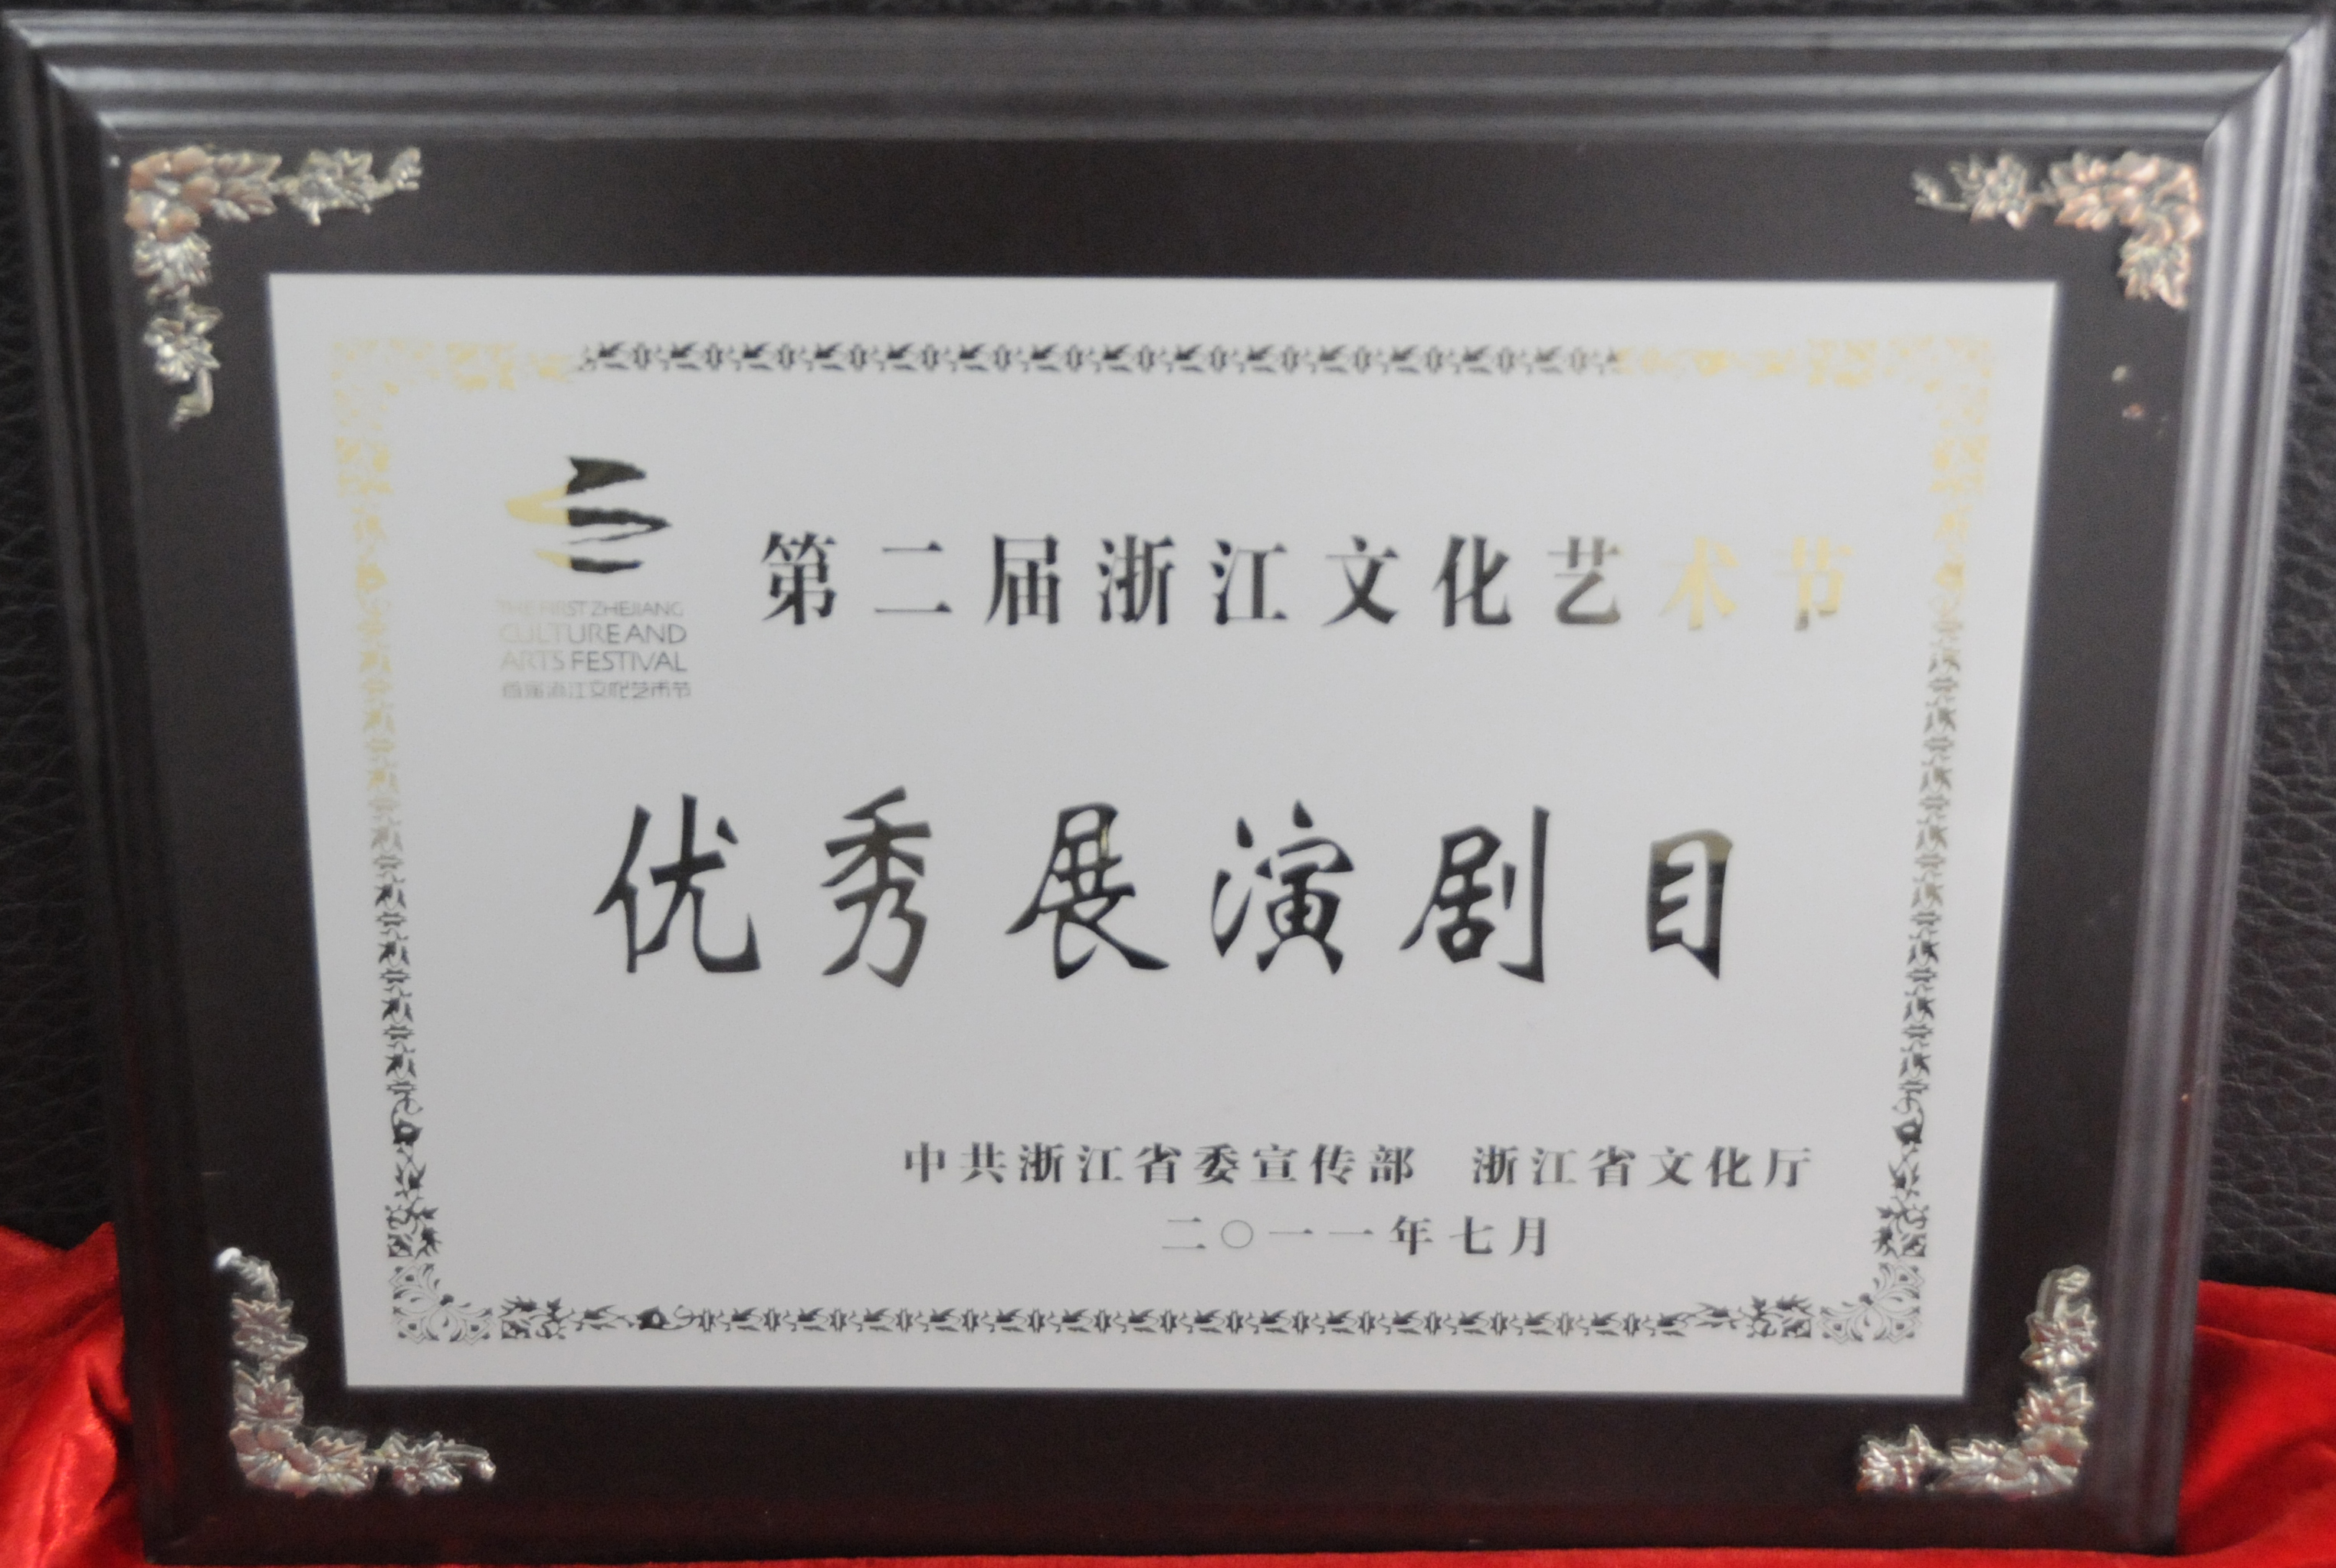 第二届浙江文化艺术节
THE FIRST ZHEJIANG
CULTURE AND
ARTS FESTIVAL
首届浙江文化艺术节
优秀展演剧目
中共浙江省委宣传部 浙江省文化厅
二〇一一年七月